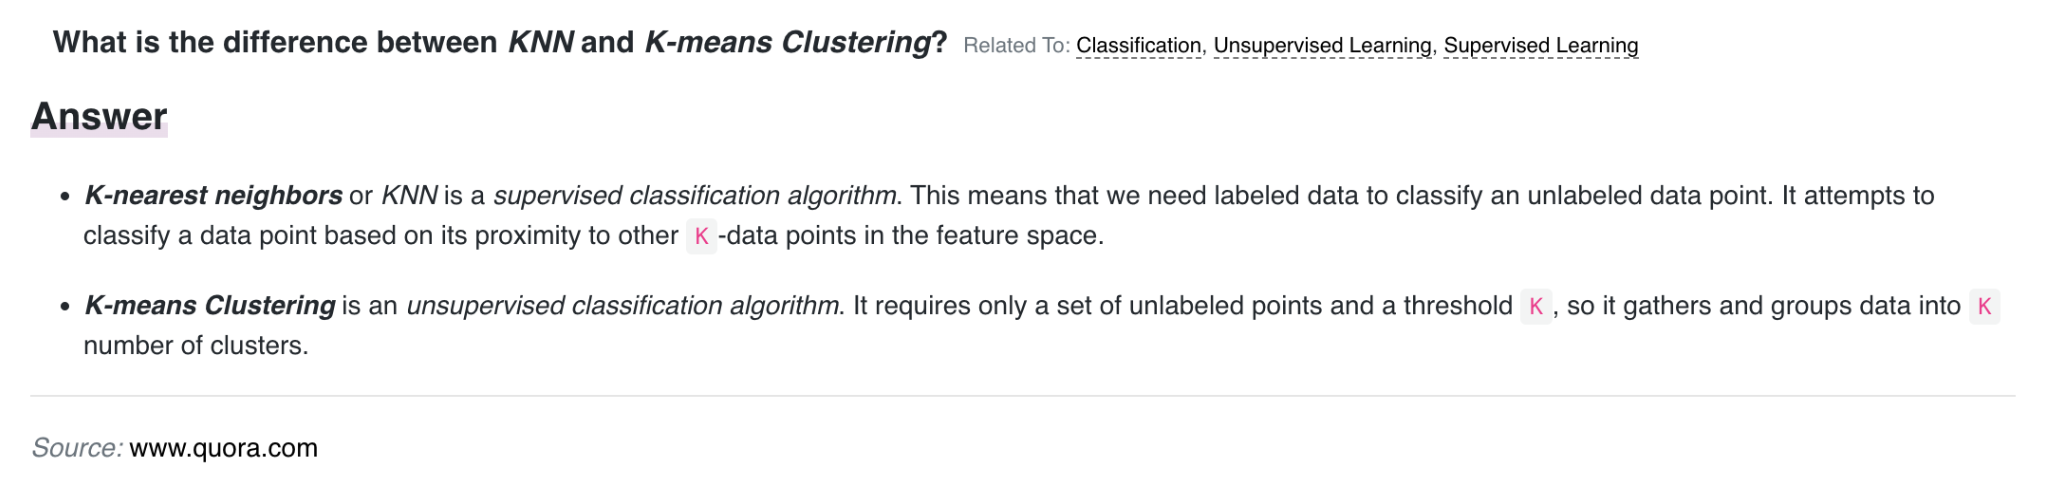 What is the difference between KNN and K-means Clustering? Related To: Classification, Unsupervised Learning, Supervised Learning
Answer
• K-nearest neighbors or KNN is a supervised classification algorithm. This means that we need labeled data to classify an unlabeled data point. It attempts to
classify a data point based on its proximity to other K -data points in the feature space.
• K-means Clustering is an unsupervised classification algorithm. It requires only a set of unlabeled points and a threshold K , so it gathers and groups data into K
number of clusters.
Source: www.quora.com